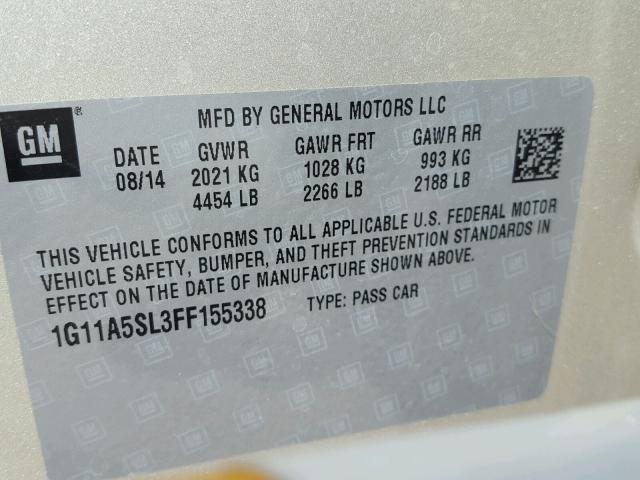 GM
®
MFD BY GENERAL MOTORS LLC
DATE GVWR GAWR FRT GAWR RR
08/14 2021 KG 1028 KG 993 KG
4454 LB 2266 LB 2188 LB
THIS VEHICLE CONFORMS TO ALL APPLICABLE U.S. FEDERAL MOTOR
VEHICLE SAFETY, BUMPER, AND THEFT PREVENTION STANDARDS IN
EFFECT ON THE DATE OF MANUFACTURE SHOWN ABOVE.
1G11A5SL3FF155338 TYPE: PASS CAR